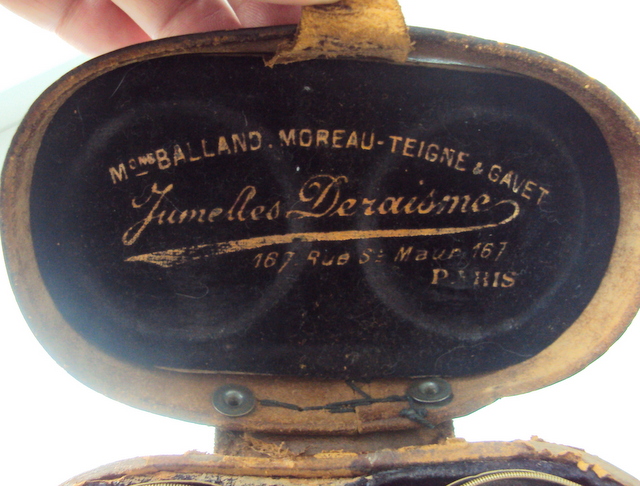 Mons BALLAND. MOREAU-TEIGNE & GAVET
Jumelles Deraisme
167 Rue St Maur 167
PARIS